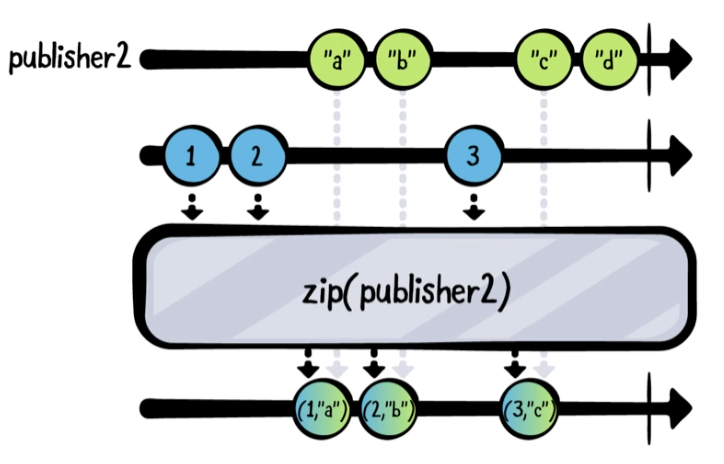 publisher2 "a" "b" "c" "d"
1 2 3
zip(publisher2)
(1,"a") (2,"b") (3,"c")